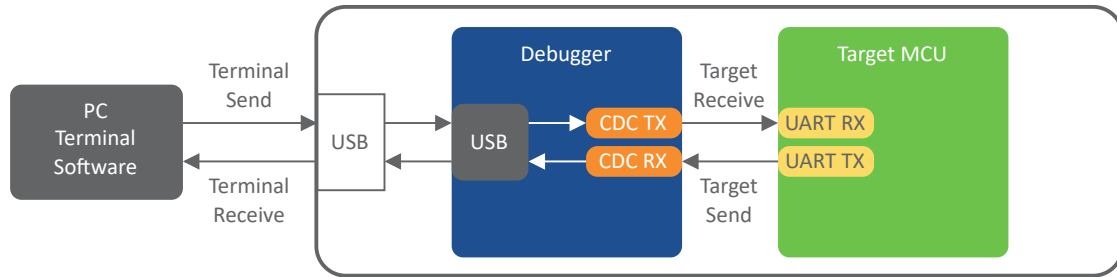 PC
Terminal
Software
Terminal
Send
Terminal
Receive
USB
Debugger
USB
CDC TX
CDC RX
Target
Receive
Target
Send
Target MCU
UART RX
UART TX